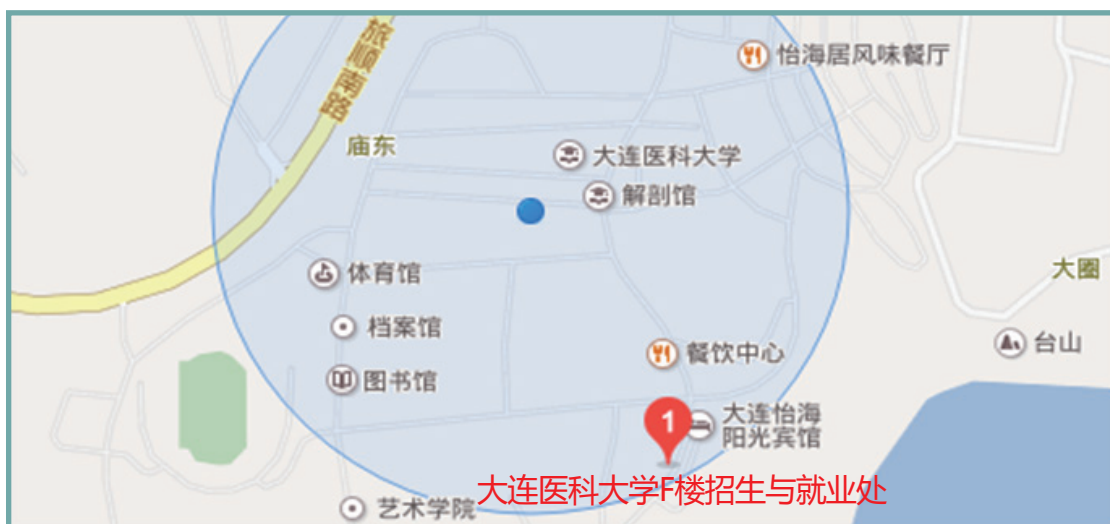 旅顺南路
怡海居风味餐厅
庙东
大连医科大学
解剖馆
体育馆
大圈
档案馆
台山
餐饮中心
图书馆
1
大连怡海
阳光宾馆
大连医科大学F楼招生与就业处
艺术学院